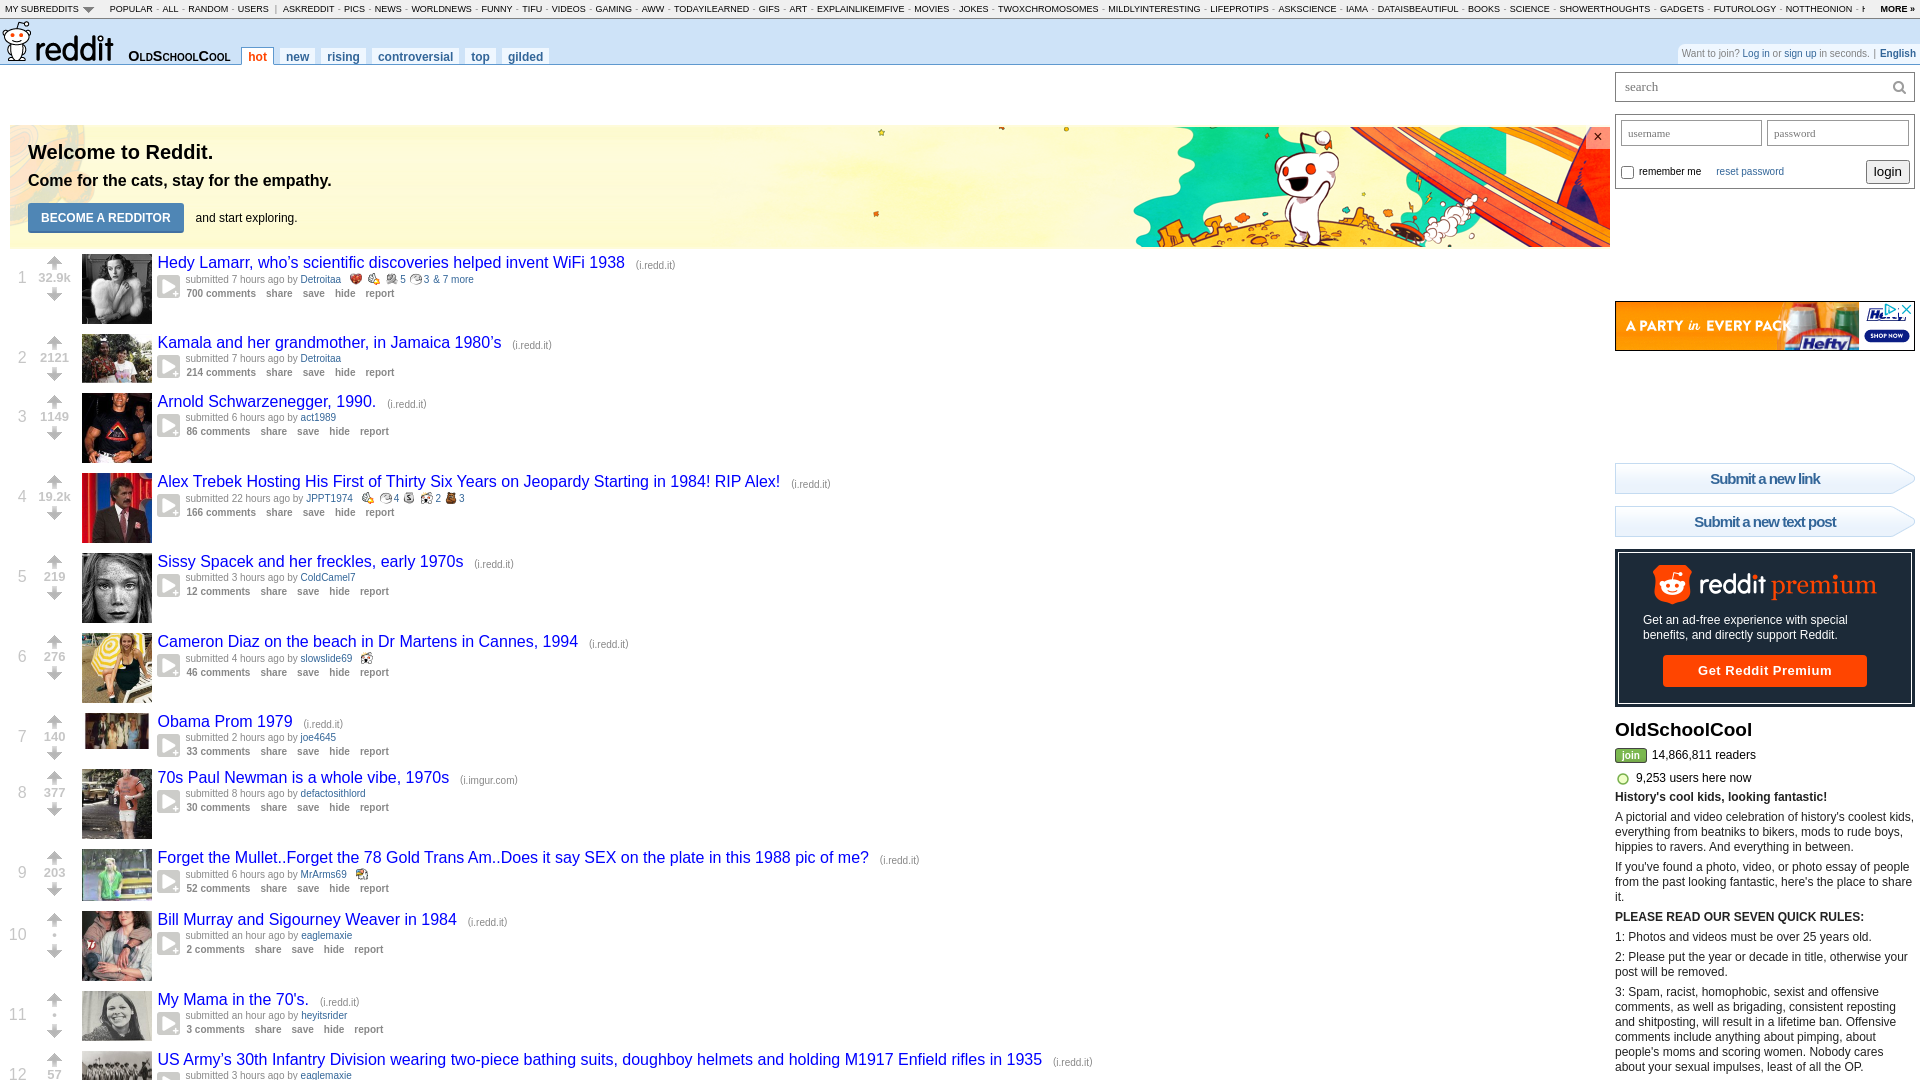 MY SUBREDDITS POPULAR - ALL - RANDOM - USERS | ASKREDDIT - PICS - NEWS - WORLDNEWS - FUNNY - TIFU - VIDEOS - GAMING - AWW - TODAYILEARNED - GIFS - ART - EXPLAINLIKEIMFIVE - MOVIES - JOKES - TWOXCHROMOSOMES - MILDLYINTERESTING - LIFEPROTIPS - ASKSCIENCE - IAMA - DATAISBEAUTIFUL - BOOKS - SCIENCE - SHOWERTHOUGHTS - GADGETS - FUTUROLOGY - NOTTHEONION - MORE »
reddit OldSchoolCool hot new rising controversial top gilded
Want to join? Log in or sign up in seconds. | English
search
username password
remember me reset password login
Welcome to Reddit.
Come for the cats, stay for the empathy.
BECOME A REDDITOR and start exploring.
×
1 32.9k Hedy Lamarr, who’s scientific discoveries helped invent WiFi 1938 (i.redd.it)
submitted 7 hours ago by Detroitaa 5 3 & 7 more
700 comments share save hide report
2 2121 Kamala and her grandmother, in Jamaica 1980’s (i.redd.it)
submitted 7 hours ago by Detroitaa
214 comments share save hide report
3 1149 Arnold Schwarzenegger, 1990. (i.redd.it)
submitted 6 hours ago by act1989
86 comments share save hide report
4 19.2k Alex Trebek Hosting His First of Thirty Six Years on Jeopardy Starting in 1984! RIP Alex! (i.redd.it)
submitted 22 hours ago by JPPT1974 4 2 3
166 comments share save hide report
5 219 Sissy Spacek and her freckles, early 1970s (i.redd.it)
submitted 3 hours ago by ColdCamel7
12 comments share save hide report
6 276 Cameron Diaz on the beach in Dr Martens in Cannes, 1994 (i.redd.it)
submitted 4 hours ago by slowslide69
46 comments share save hide report
7 140 Obama Prom 1979 (i.redd.it)
submitted 2 hours ago by joe4645
33 comments share save hide report
8 377 70s Paul Newman is a whole vibe, 1970s (i.imgur.com)
submitted 8 hours ago by defactosithlord
30 comments share save hide report
9 203 Forget the Mullet..Forget the 78 Gold Trans Am..Does it say SEX on the plate in this 1988 pic of me? (i.redd.it)
submitted 6 hours ago by MrArms69
52 comments share save hide report
10 • Bill Murray and Sigourney Weaver in 1984 (i.redd.it)
submitted an hour ago by eaglemaxie
2 comments share save hide report
11 • My Mama in the 70's. (i.redd.it)
submitted an hour ago by heyitsrider
3 comments share save hide report
12 57 US Army’s 30th Infantry Division wearing two-piece bathing suits, doughboy helmets and holding M1917 Enfield rifles in 1935 (i.redd.it)
submitted 3 hours ago by eaglemaxie
A PARTY in EVERY PACK
Hefty
Hefty
SHOP NOW
Submit a new link
Submit a new text post
reddit premium
Get an ad-free experience with special
benefits, and directly support Reddit.
Get Reddit Premium
OldSchoolCool
join 14,866,811 readers
9,253 users here now
History's cool kids, looking fantastic!
A pictorial and video celebration of history's coolest kids,
everything from beatniks to bikers, mods to rude boys,
hippies to ravers. And everything in between.
If you've found a photo, video, or photo essay of people
from the past looking fantastic, here's the place to share
it.
PLEASE READ OUR SEVEN QUICK RULES:
1: Photos and videos must be over 25 years old.
2: Please put the year or decade in title, otherwise your
post will be removed.
3: Spam, racist, homophobic, sexist and offensive
comments, as well as brigading, consistent reposting
and shitposting, will result in a lifetime ban. Offensive
comments include anything about pimping, about
people's moms and scoring women. Nobody cares
about your sexual impulses, least of all the OP.